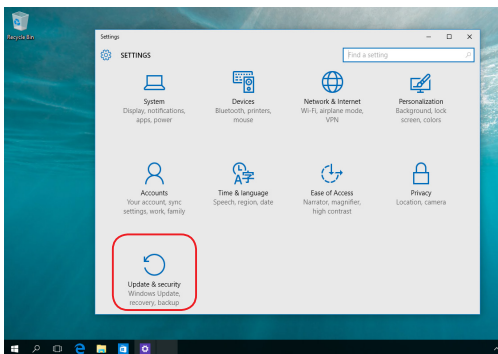 Recycle Bin
Settings
SETTINGS
Find a setting
System
Display, notifications,
apps, power
Devices
Bluetooth, printers,
mouse
Network & Internet
Wi-Fi, airplane mode,
VPN
Personalization
Background, lock
screen, colors
Accounts
Your account, sync
settings, work, family
Time & language
Speech, region, date
Ease of Access
Narrator, magnifier,
high contrast
Privacy
Location, camera
Update & security
Windows Update,
recovery, backup